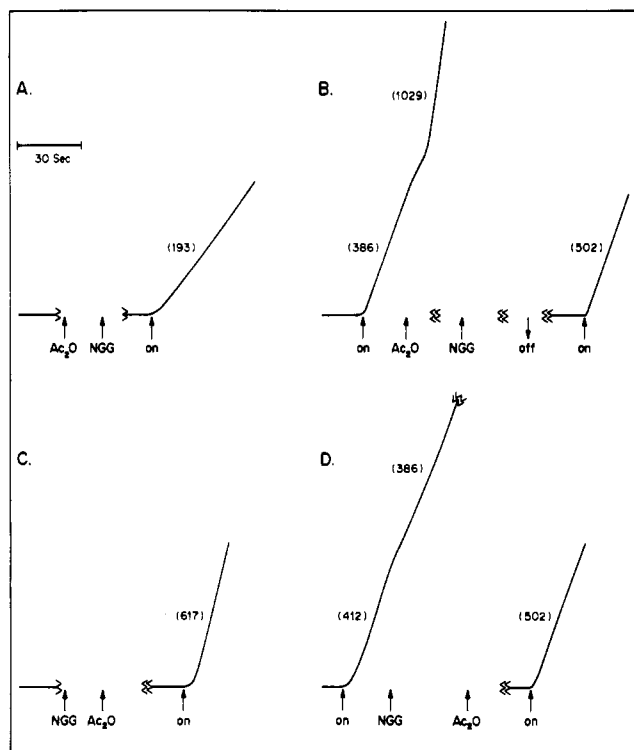 A.
30 Sec
(193)
Ac₂O NGG on
B.
(1029)
(386)
(502)
on Ac₂O NGG off on
C.
(617)
NGG Ac₂O on
D.
(386)
(412)
(502)
on NGG Ac₂O on